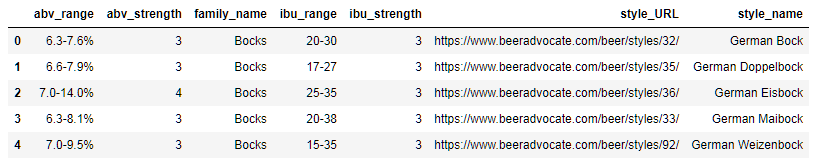 abv_range abv_strength family_name ibu_range ibu_strength style_URL style_name
0 6.3-7.6% 3 Bocks 20-30 3 https://www.beeradvocate.com/beer/styles/32/ German Bock
1 6.6-7.9% 3 Bocks 17-27 3 https://www.beeradvocate.com/beer/styles/35/ German Doppelbock
2 7.0-14.0% 4 Bocks 25-35 3 https://www.beeradvocate.com/beer/styles/36/ German Eisbock
3 6.3-8.1% 3 Bocks 20-38 3 https://www.beeradvocate.com/beer/styles/33/ German Maibock
4 7.0-9.5% 3 Bocks 15-35 3 https://www.beeradvocate.com/beer/styles/92/ German Weizenbock